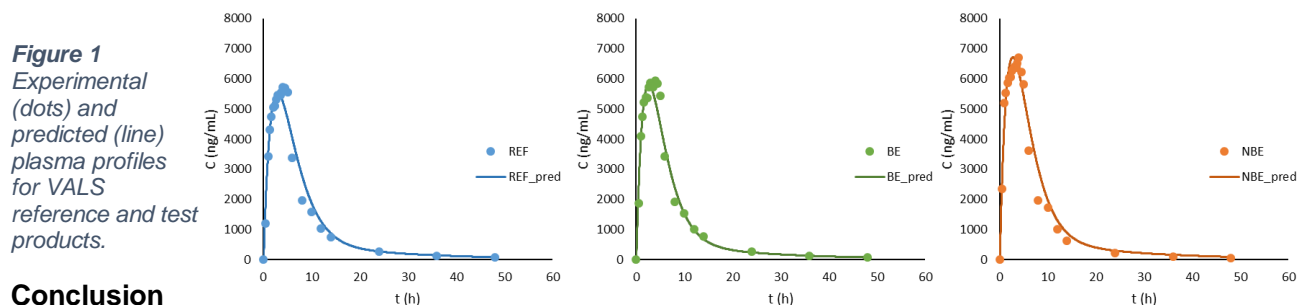 Figure 1
Experimental
(dots) and
predicted (line)
plasma profiles
for VALS
reference and test
products.
Conclusion
8000
7000
6000
5000
4000
3000
2000
1000
0
C (ng/mL)
REF
REF_pred
0 10 20 30 40 50 60
t (h)
8000
7000
6000
5000
4000
3000
2000
1000
0
C (ng/mL)
BE
BE_pred
0 10 20 30 40 50 60
t (h)
8000
7000
6000
5000
4000
3000
2000
1000
0
C (ng/mL)
NBE
NBE_pred
0 10 20 30 40 50 60
t (h)